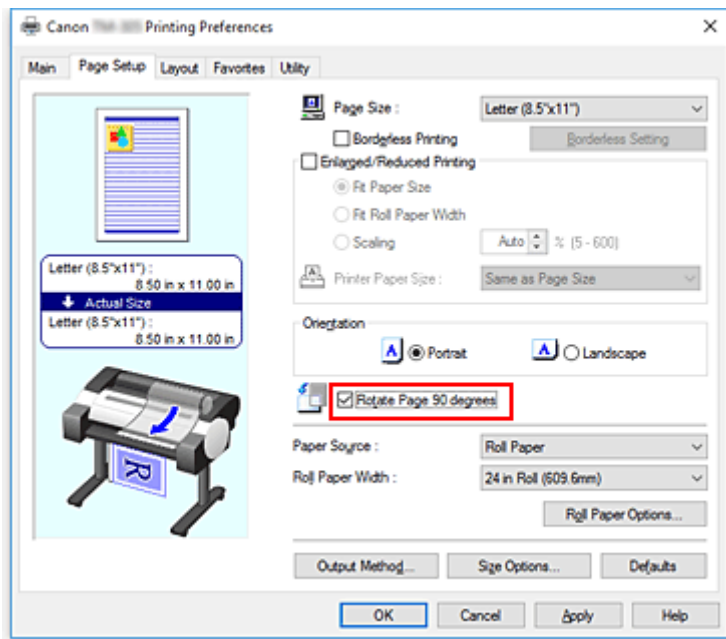 Canon Printing Preferences
Main Page Setup Layout Favorites Utility
Page Size : Letter (8.5"x11")
Borderless Printing Borderless Setting
Enlarged/Reduced Printing
Fit Paper Size
Fit Roll Paper Width
Scaling Auto % (5 - 600)
Printer Paper Size : Same as Page Size
Letter (8.5"x11") :
8.50 in x 11.00 in
Actual Size
Letter (8.5"x11") :
8.50 in x 11.00 in
Orientation
A Portrait A Landscape
Rotate Page 90 degrees
R
Paper Source : Roll Paper
Roll Paper Width : 24 in Roll (609.6mm)
Roll Paper Options...
Output Method... Size Options... Defaults
OK Cancel Apply Help